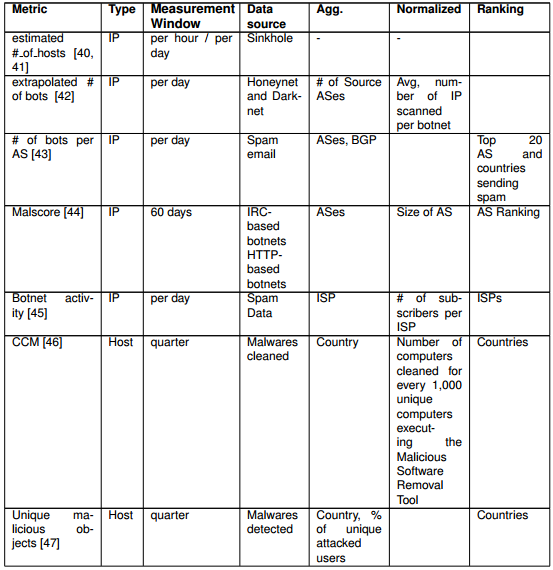 Metric
Type
Measurement
Window
Data
source
Agg.
Normalized
Ranking
estimated
#_of_hosts [40,
41]
IP
per hour / per
day
Sinkhole
-
-
extrapolated #
of bots [42]
IP
per day
Honeynet
and Dark-
net
# of Source
ASes
Avg, num-
ber of IP
scanned
per botnet
# of bots per
AS [43]
IP
per day
Spam
email
ASes, BGP
Top 20
AS and
countries
sending
spam
Malscore [44]
IP
60 days
IRC-
based
botnets
HTTP-
based
botnets
ASes
Size of AS
AS Ranking
Botnet activ-
ity [45]
IP
per day
Spam
Data
ISP
# of sub-
scribers per
ISP
ISPs
CCM [46]
Host
quarter
Malwares
cleaned
Country
Number of
computers
cleaned for
every 1,000
unique
computers
execut-
ing the
Malicious
Software
Removal
Tool
Countries
Unique ma-
licious ob-
jects [47]
Host
quarter
Malwares
detected
Country, %
of unique
attacked
users
Countries